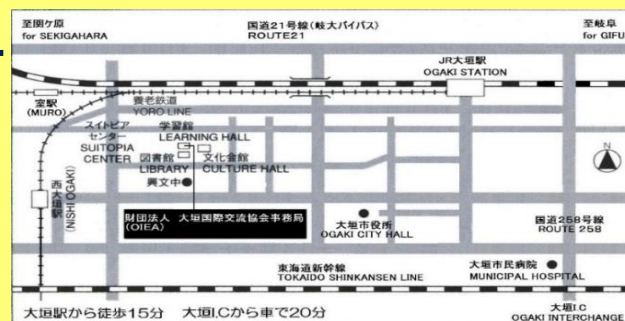 至関ケ原
for SEKIGAHARA
国道21号線(岐大バイパス)
ROUTE21
至岐阜
for GIFU
JR大垣駅
OGAKI STATION
室駅
(MURO)
養老鉄道
YORO LINE
スイトピア
センター
SUITOPIA
CENTER
学習館
LEARNING HALL
図書館
LIBRARY
文化会館
CULTURE HALL
興文中
N
西大垣駅
(NISHI OGAKI)
財団法人 大垣国際交流協会事務局
(OIEA)
大垣市役所
OGAKI CITY HALL
国道258号線
ROUTE 258
東海道新幹線
TOKAIDO SHINKANSEN LINE
大垣市民病院
MUNICIPAL HOSPITAL
大垣駅から徒歩15分 大垣I.Cから車で20分
大垣I.C
OGAKI INTERCHANGE